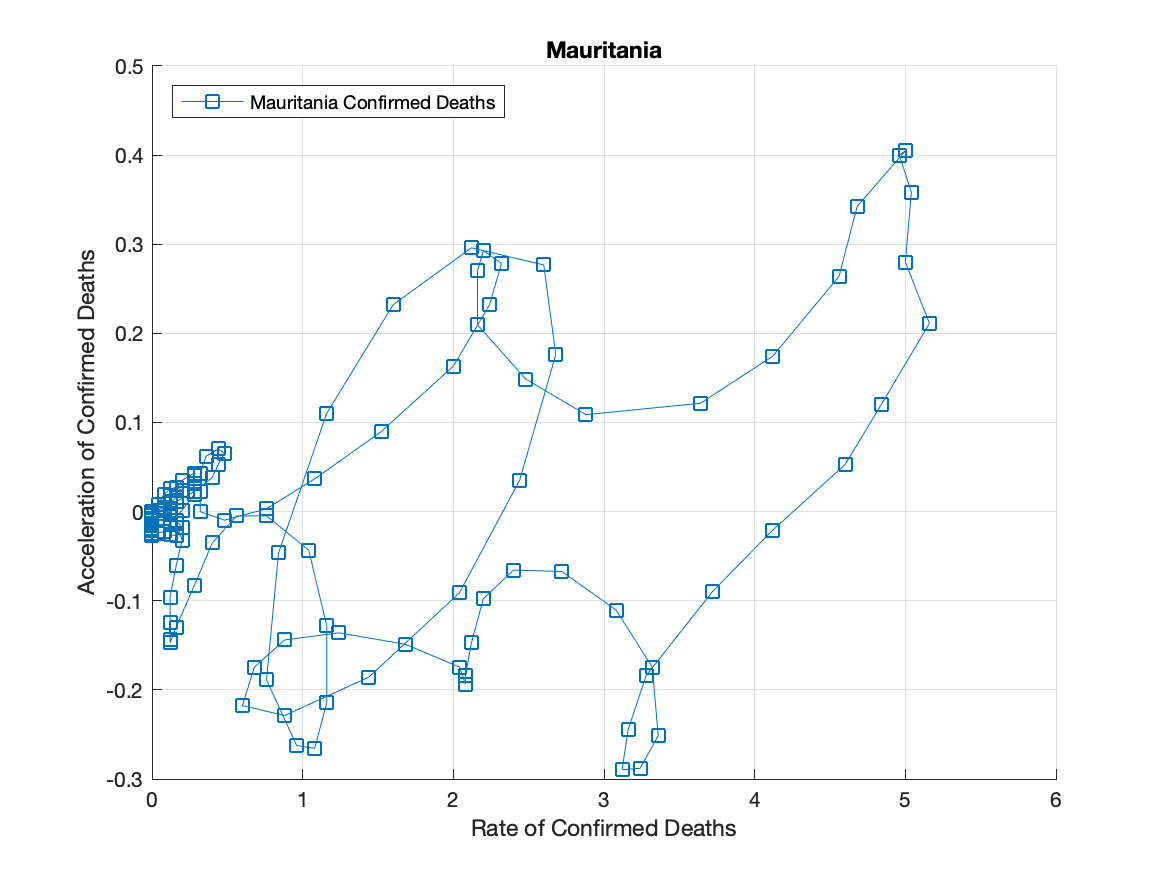 Mauritania
Mauritania Confirmed Deaths
Acceleration of Confirmed Deaths
0.5
0.4
0.3
0.2
0.1
0
-0.1
-0.2
-0.3
0 1 2 3 4 5 6
Rate of Confirmed Deaths